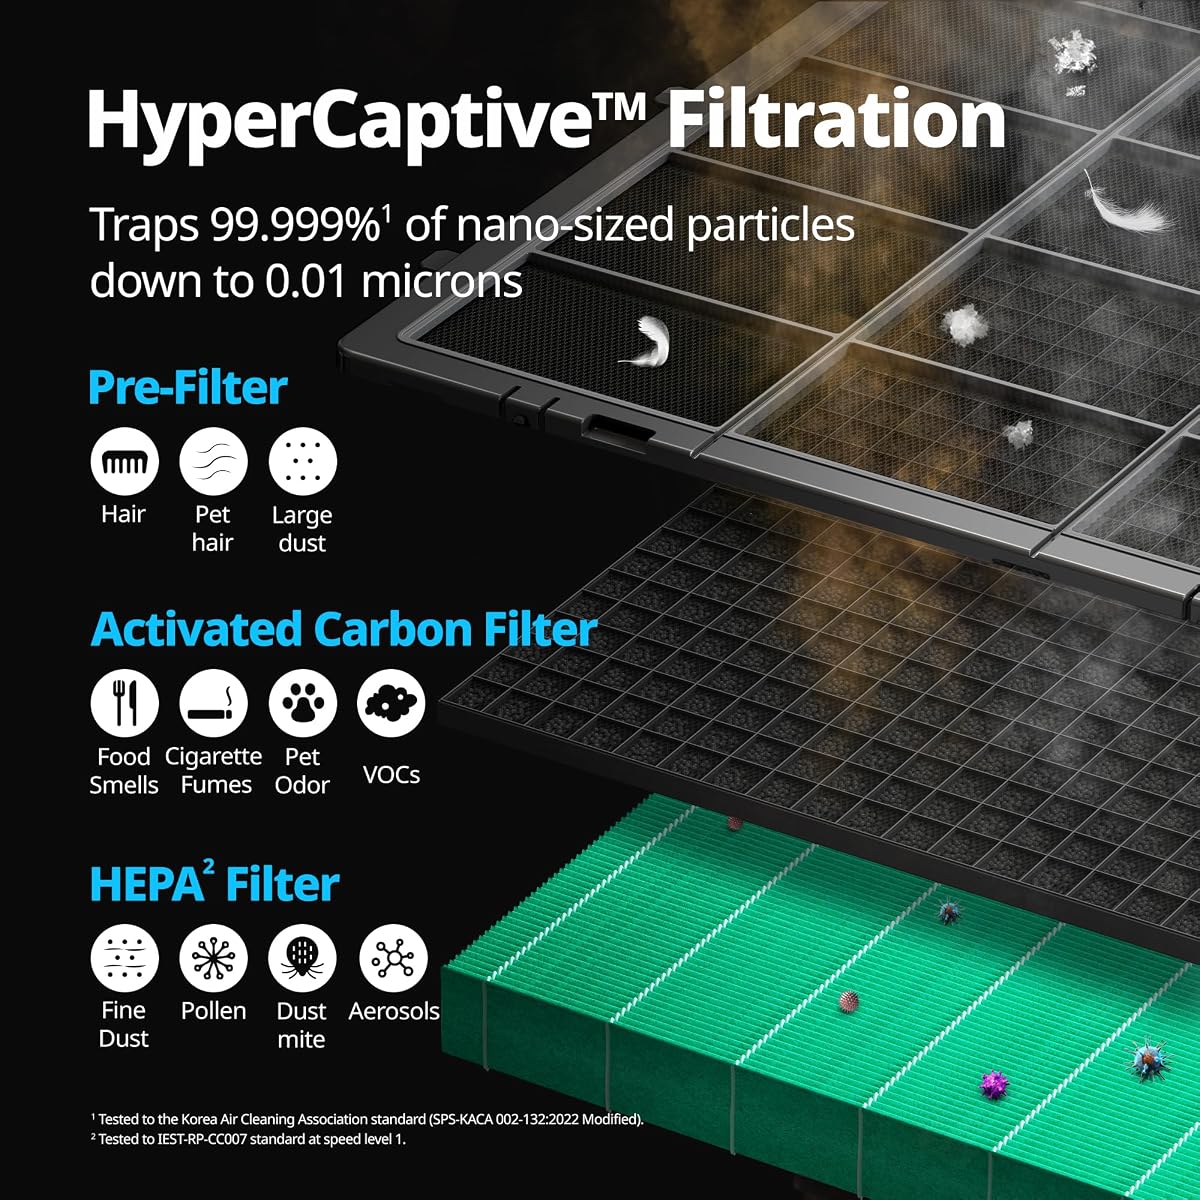 HyperCaptive™ Filtration
Traps 99.999%¹ of nano-sized particles
down to 0.01 microns
Pre-Filter
Hair
Pet
hair
Large
dust
Activated Carbon Filter
Food
Smells
Cigarette
Fumes
Pet
Odor
VOCs
HEPA² Filter
Fine
Dust
Pollen
Dust
mite
Aerosols
¹ Tested to the Korea Air Cleaning Association standard (SPS-KACA 002-132:2022 Modified).
² Tested to IEST-RP-CC007 standard at speed level 1.